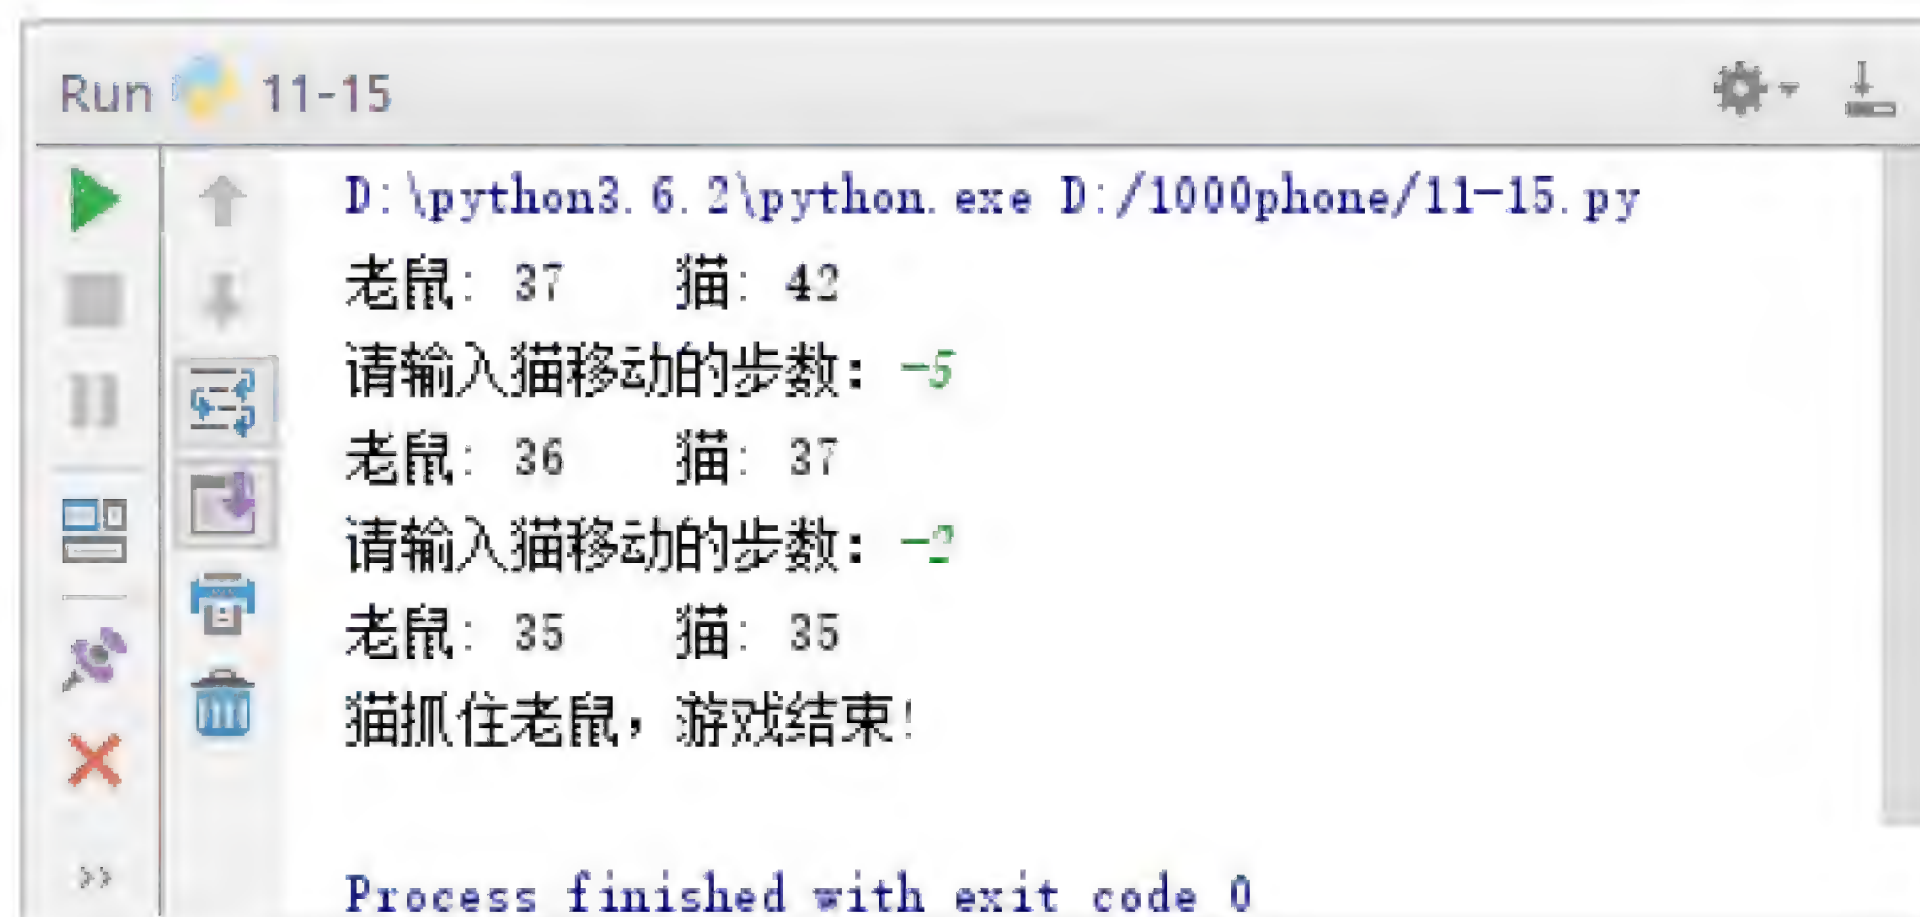 Run 11-15
D:\python3.6.2\python.exe D:/1000phone/11-15.py
老鼠: 37 猫: 42
请输入猫移动的步数: -5
老鼠: 36 猫: 37
请输入猫移动的步数: -2
老鼠: 35 猫: 35
猫抓住老鼠，游戏结束!
Process finished with exit code 0